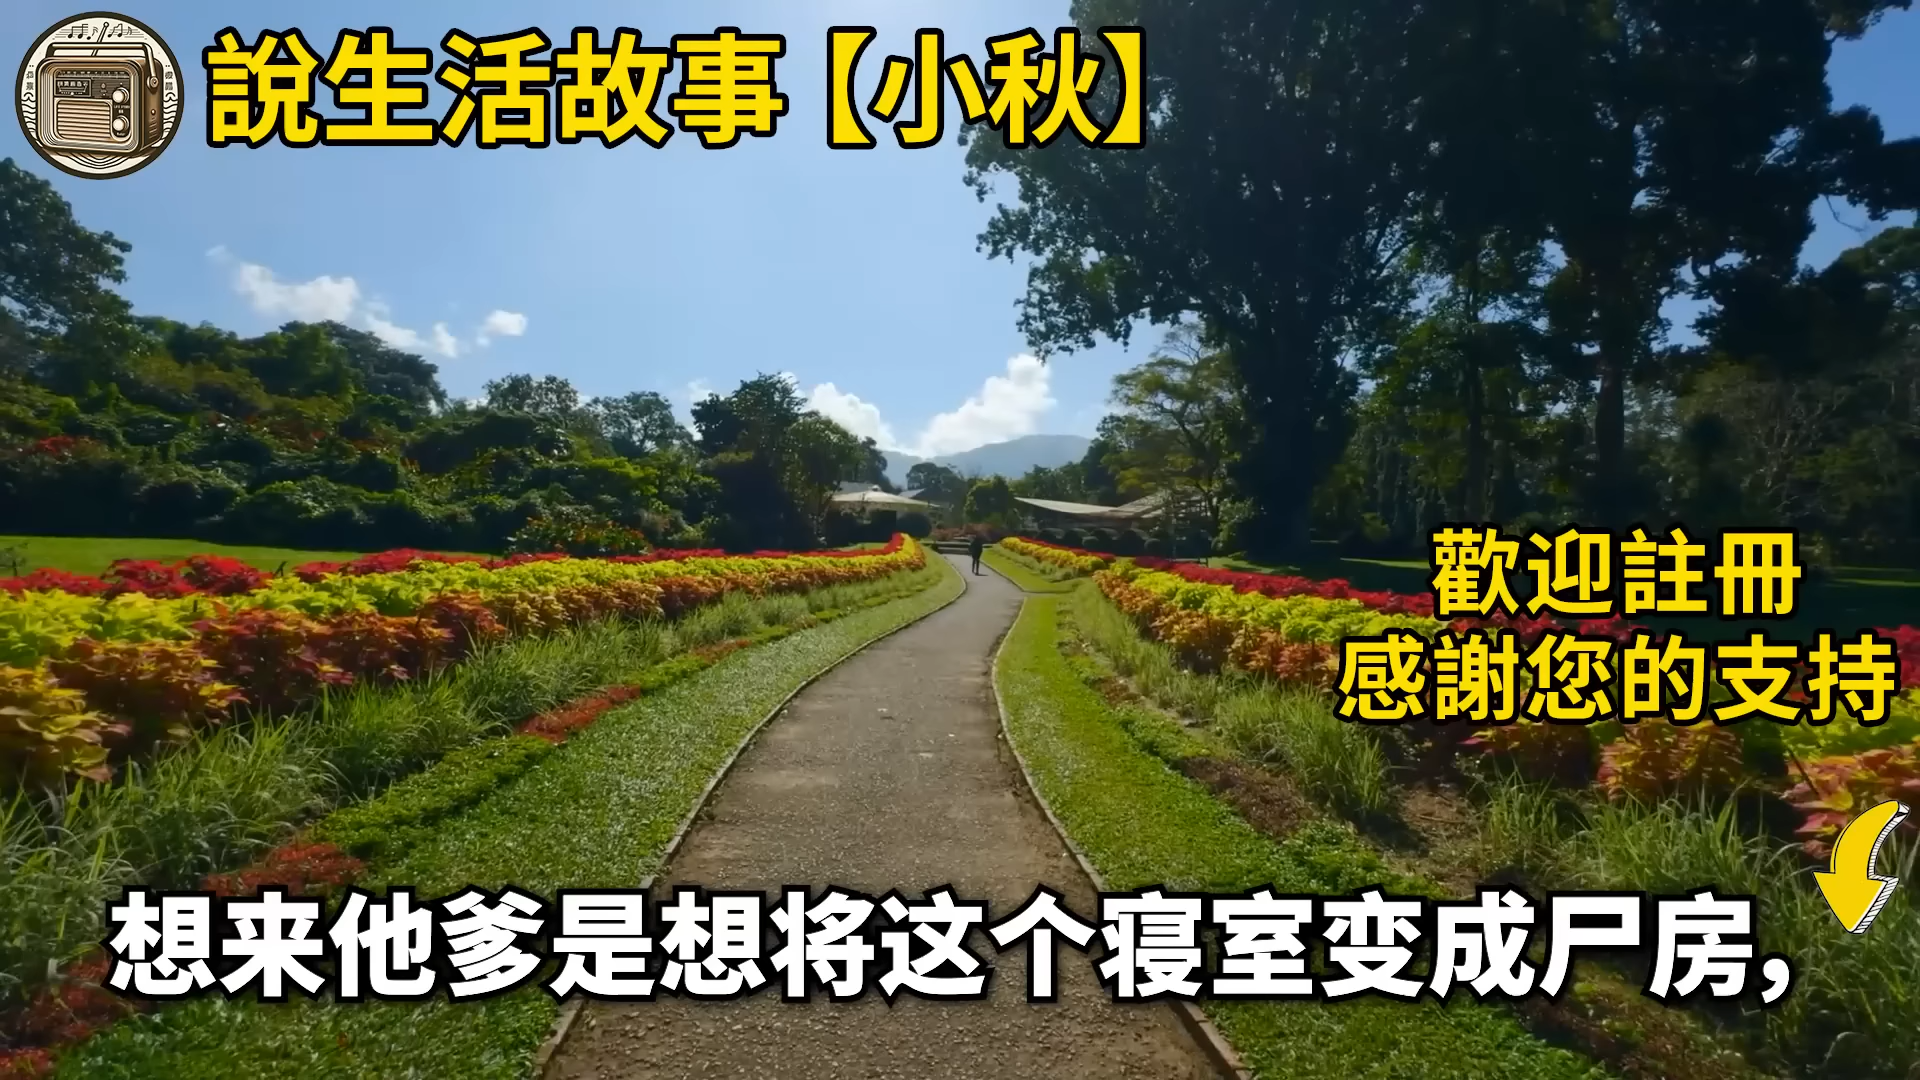 說生活故事【小秋】
歡迎註冊
感謝您的支持
想来他爹是想将这个寝室变成尸房,